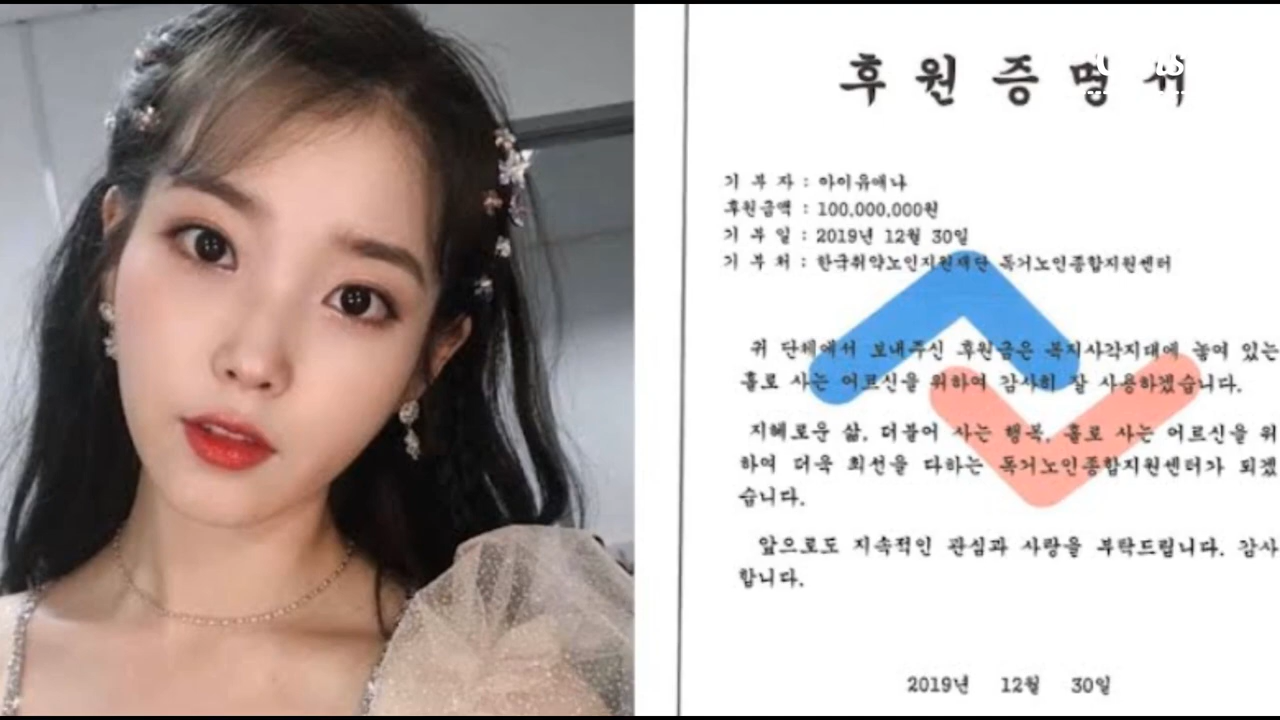 후원증명서
기 부 자 : 아이유애나
후원금액 : 100,000,000원
기 부 일 : 2019년 12월 30일
기 부 처 : 한국취약노인지원재단 독거노인종합지원센터
귀 단체에서 보내주신 후원금은 복지사각지대에 놓여 있는
홀로 사는 어르신을 위하여 감사히 잘 사용하겠습니다.
지혜로운 삶, 더불어 사는 행복, 홀로 사는 어르신을 위
하여 더욱 최선을 다하는 독거노인종합지원센터가 되겠
습니다.
앞으로도 지속적인 관심과 사랑을 부탁드립니다. 감사
합니다.
2019년 12월 30일